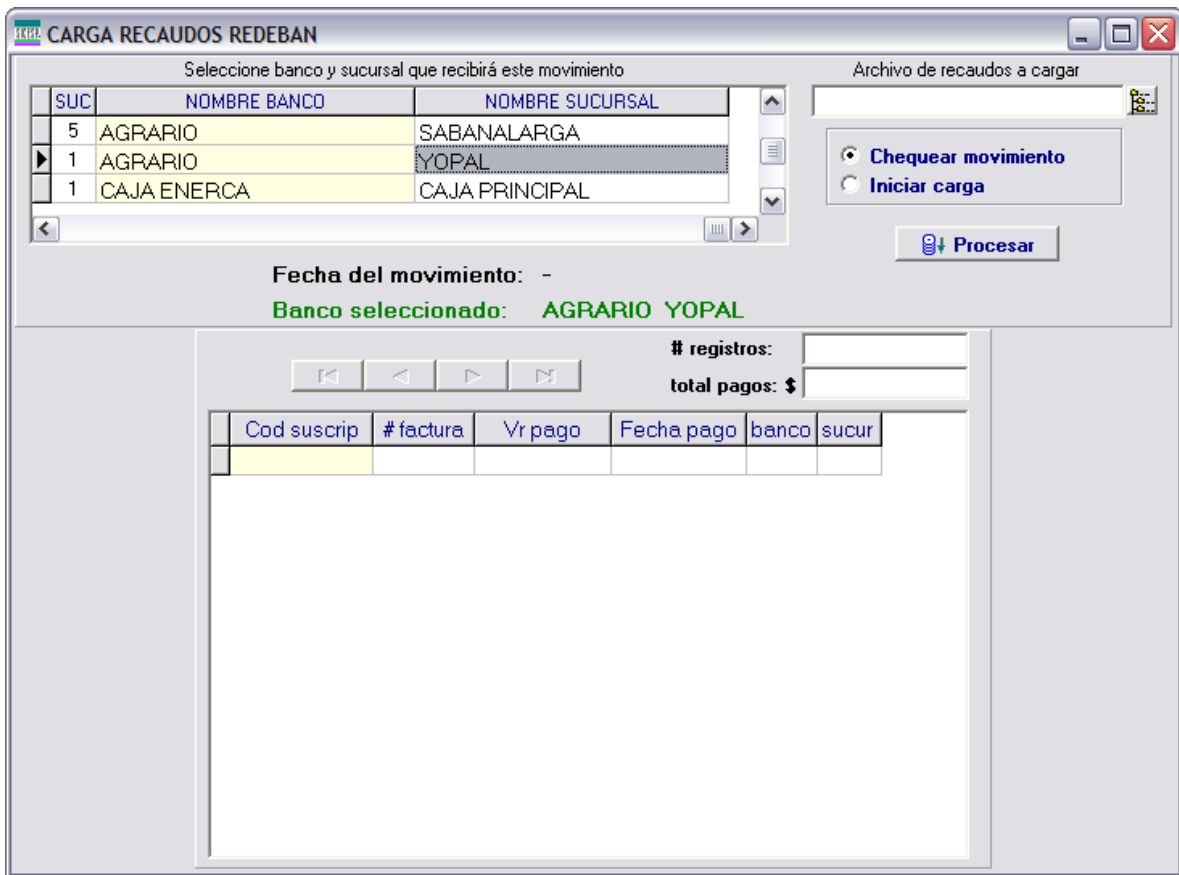 CARGA RECAUDOS REDEBAN
Seleccione banco y sucursal que recibirá este movimiento
SUC NOMBRE BANCO NOMBRE SUCURSAL
5 AGRARIO SABANALARGA
1 AGRARIO YOPAL
1 CAJA ENERCA CAJA PRINCIPAL
Archivo de recaudos a cargar
Chequear movimiento
Iniciar carga
Procesar
Fecha del movimiento: -
Banco seleccionado: AGRARIO YOPAL
# registros:
total pagos: $
Cod suscrip # factura Vr pago Fecha pago banco sucur